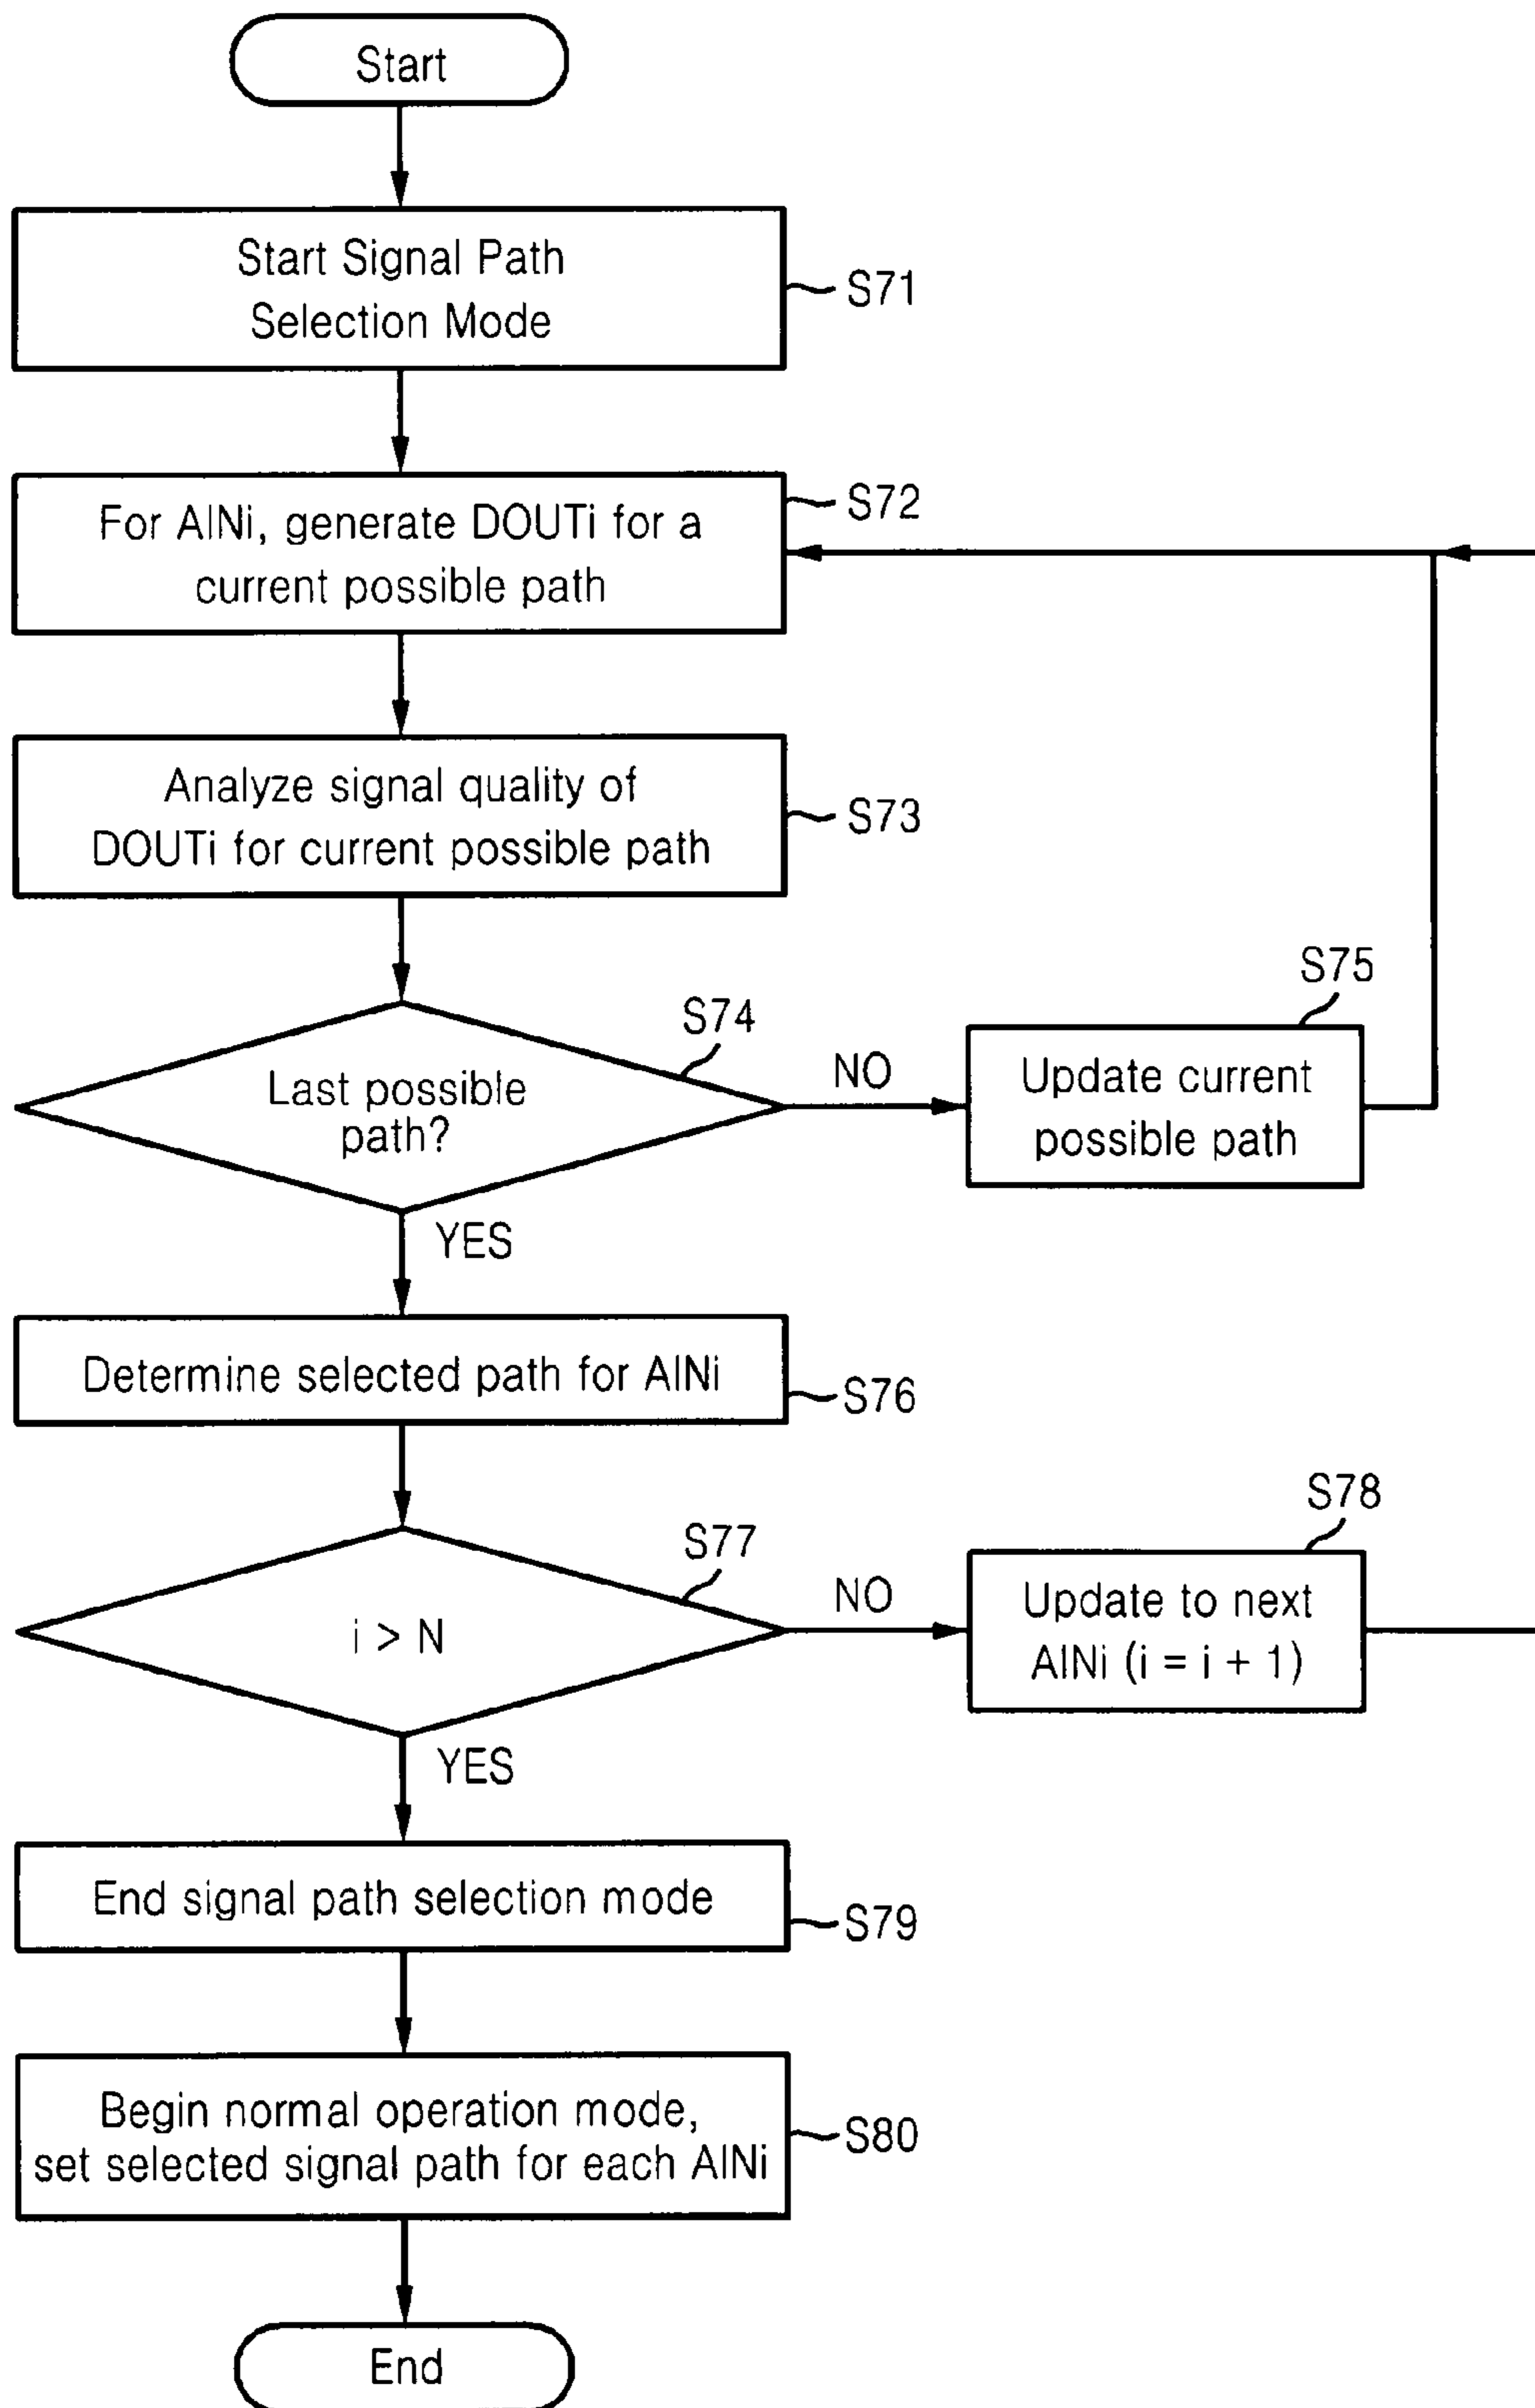 Start
Start Signal Path
Selection Mode
S71
For AINi, generate DOUTi for a
current possible path
S72
Analyze signal quality of
DOUTi for current possible path
S73
Last possible
path?
S74
NO
S75
Update current
possible path
YES
Determine selected path for AINi
S76
i > N
S77
NO
S78
Update to next
AINi (i = i + 1)
YES
End signal path selection mode
S79
Begin normal operation mode,
set selected signal path for each AINi
S80
End